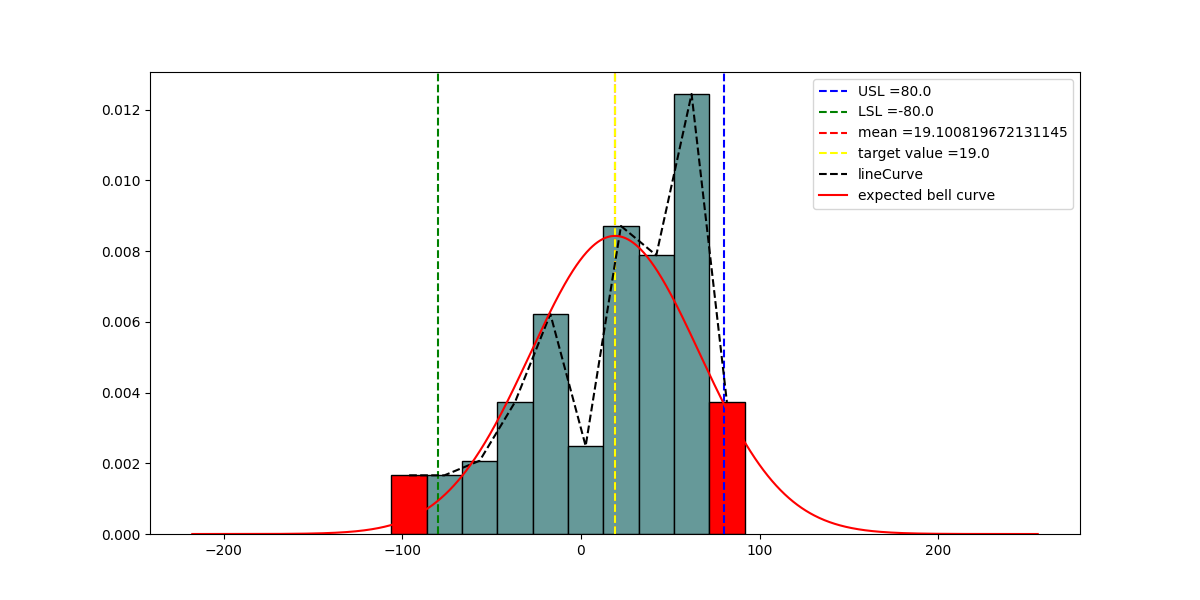 0.012
0.010
0.008
0.006
0.004
0.002
0.000
−200
−100
0
100
200
USL =80.0
LSL =-80.0
mean =19.100819672131145
target value =19.0
lineCurve
expected bell curve